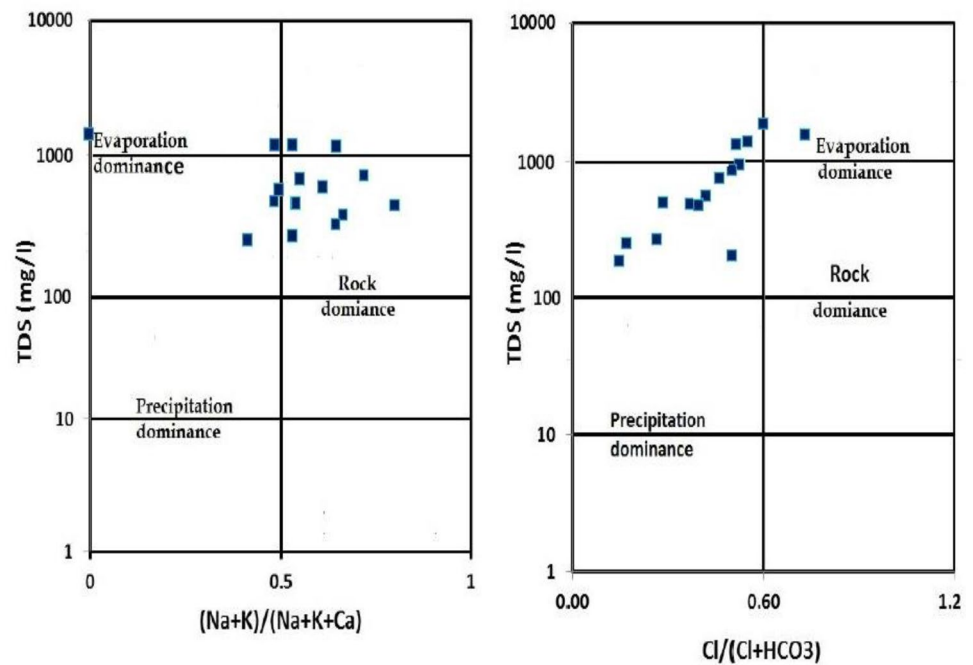 10000
1000
100
10
1
TDS (mg/l)
Evaporation
dominance
Rock
domiance
Precipitation
dominance
0
0.5
1
(Na+K)/(Na+K+Ca)
10000
1000
100
10
1
TDS (mg/l)
Evaporation
domiance
Rock
domiance
Precipitation
dominance
0.00
0.60
1.2
Cl/(Cl+HCO3)